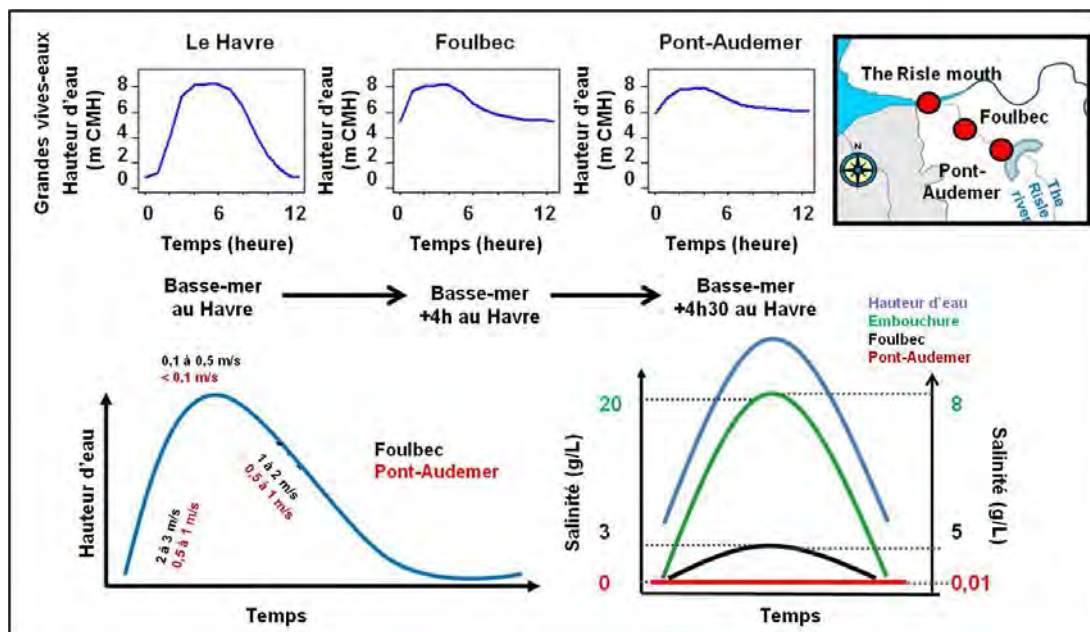 Le Havre
Foulbec
Pont-Audemer
Grandes vives-eaux
Hauteur d'eau
(m CMH)
8
6
4
2
0
0 6 12
Temps (heure)
Hauteur d'eau
(m CMH)
8
6
4
2
0
0 6 12
Temps (heure)
Hauteur d'eau
(m CMH)
8
6
4
2
0
0 6 12
Temps (heure)
The Risle mouth
Foulbec
Pont-
Audemer
N
The
Risle
river
Basse-mer
au Havre
Basse-mer
+4h au Havre
Basse-mer
+4h30 au Havre
Hauteur d'eau
Embouchure
Foulbec
Pont-Audemer
0,1 à 0,5 m/s
< 0,1 m/s
Hauteur d'eau
Foulbec
Pont-Audemer
1 à 2 m/s
0,5 à 1 m/s
2 à 3 m/s
0,5 à 1 m/s
Temps
Salinité (g/L)
20
3
0
8
5
0,01
Salinité (g/L)
Temps